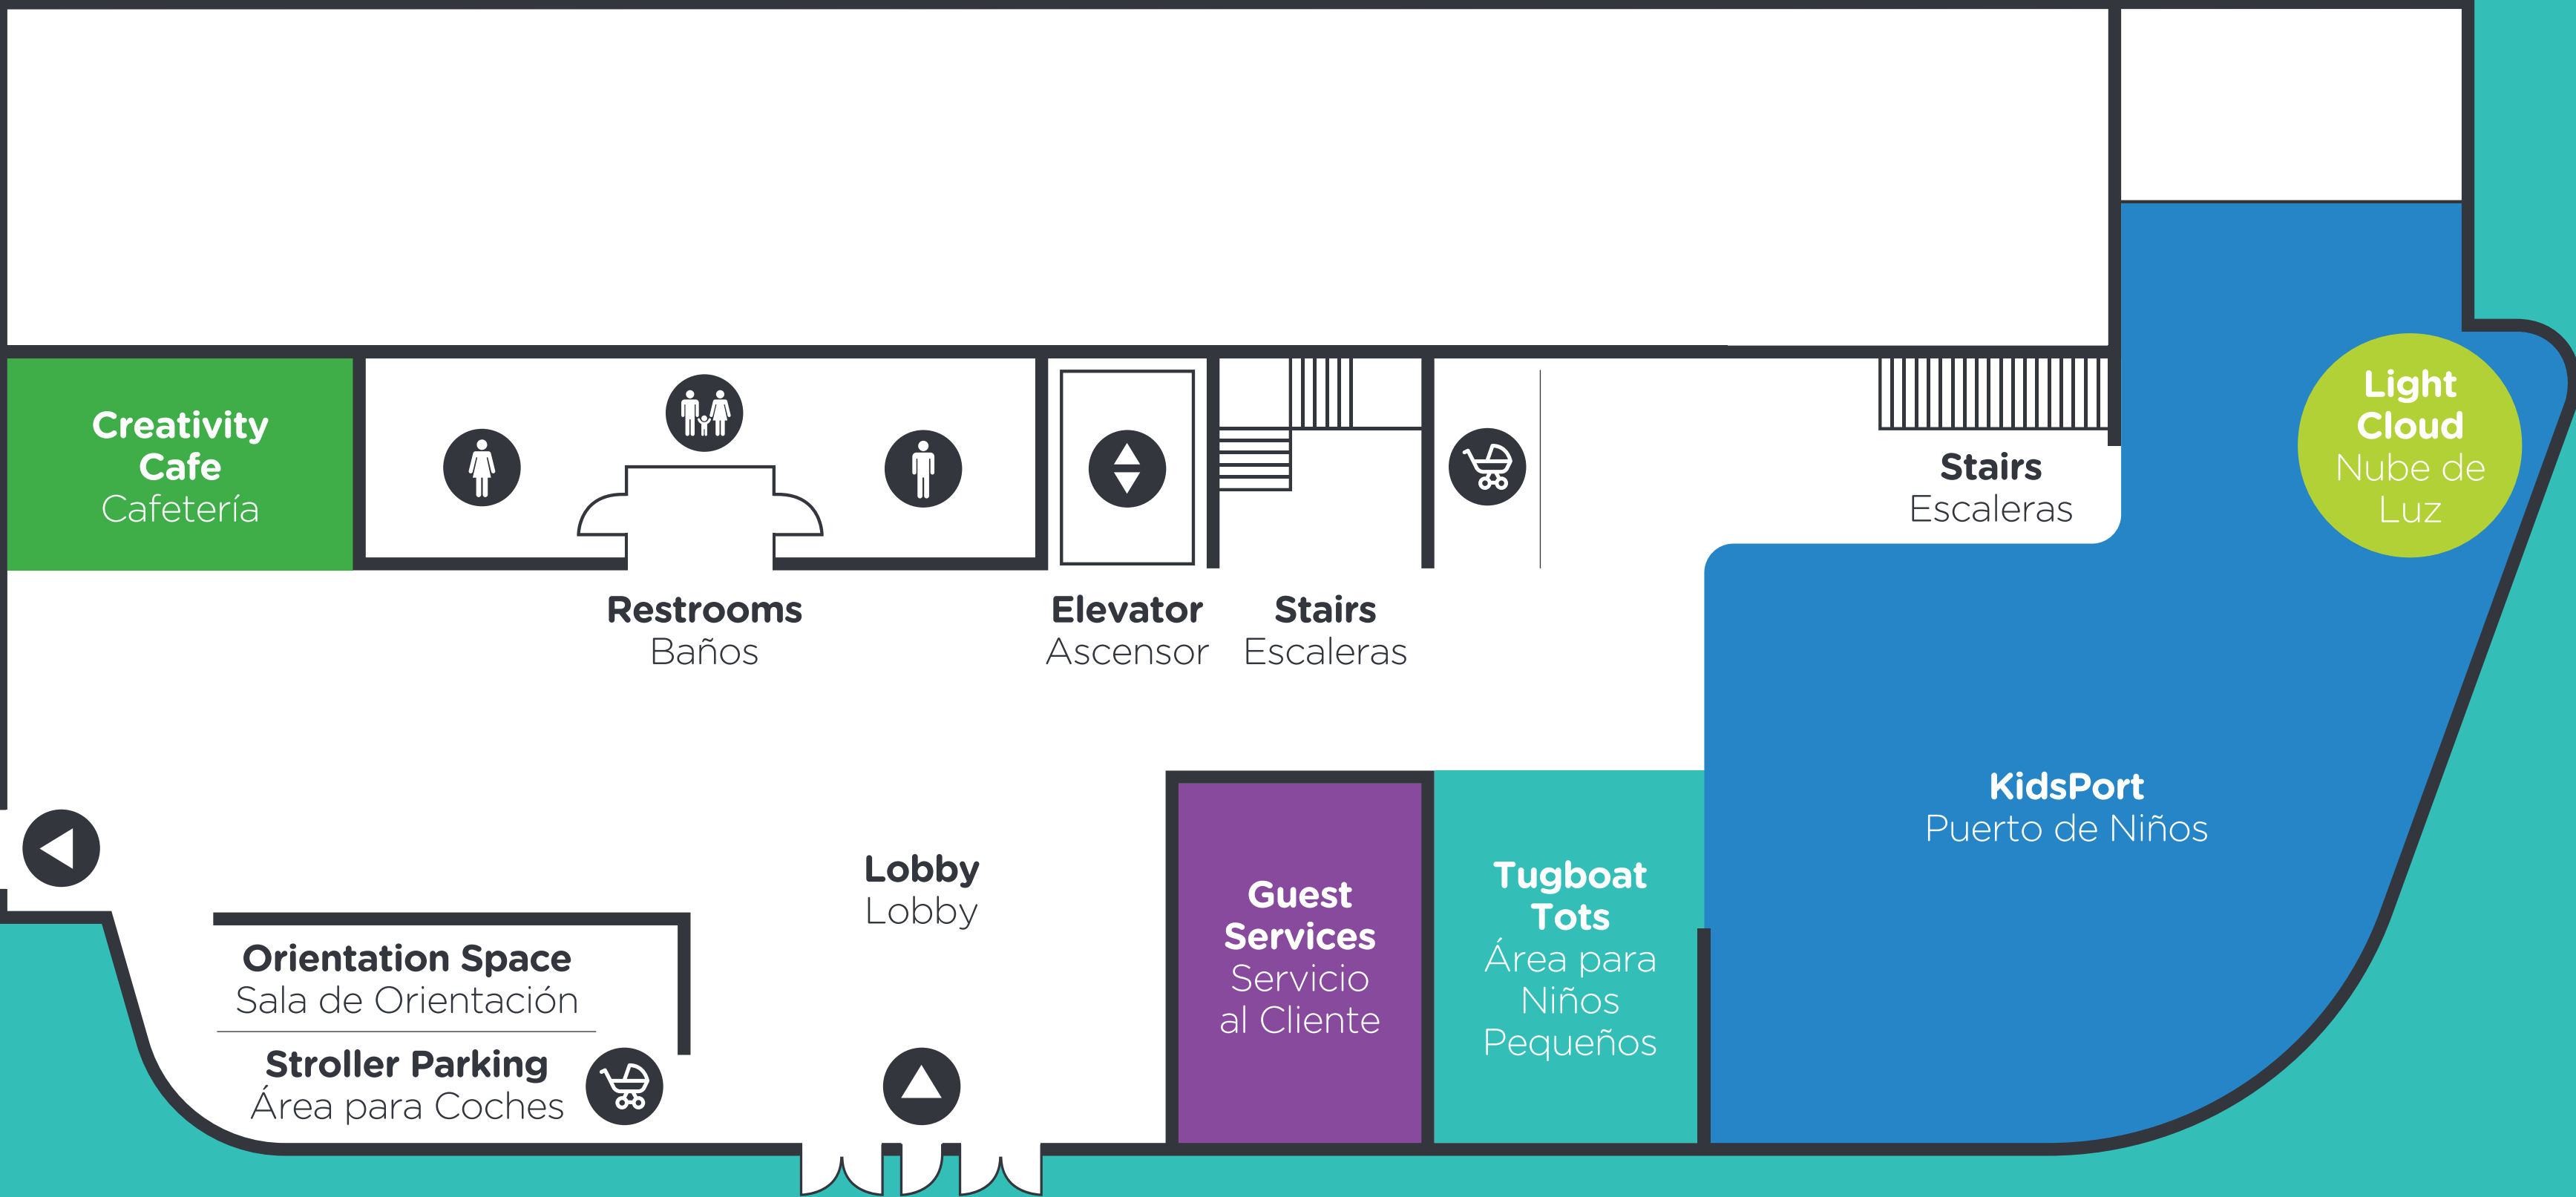 Creativity
Cafe
Cafetería
Restrooms
Baños
Elevator
Ascensor
Stairs
Escaleras
Stairs
Escaleras
Light
Cloud
Nube de
Luz
KidsPort
Puerto de Niños
Lobby
Lobby
Guest
Services
Servicio
al Cliente
Tugboat
Tots
Área para
Niños
Pequeños
Orientation Space
Sala de Orientación
Stroller Parking
Área para Coches